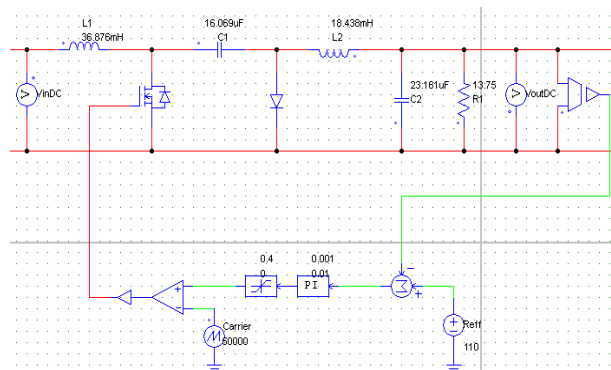 L1
36.876mH
16.069uF
C1
18.438mH
L2
VinDC
23.161uF
C2
13.75
R1
VoutDC
0.4
0
0.001
0.01
PI
Σ
Carrier
50000
Reff
110